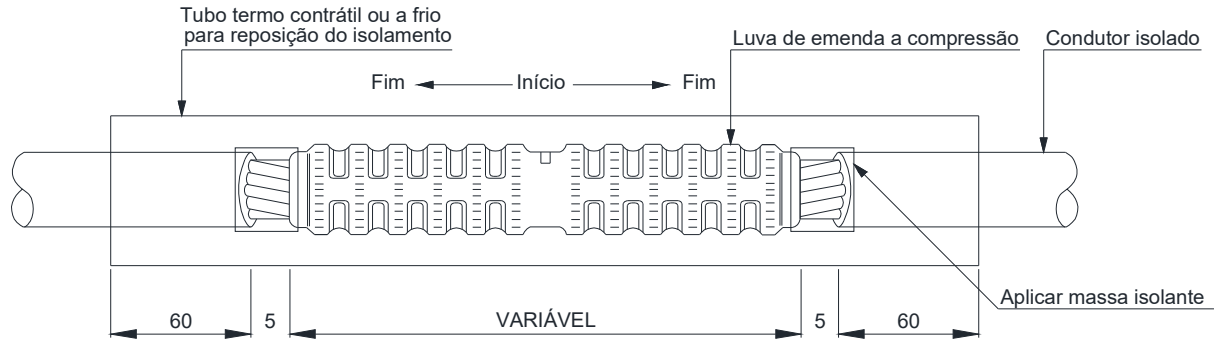 Tubo termo contrátil ou a frio
para reposição do isolamento
Luva de emenda a compressão
Condutor isolado
Fim
Início
Fim
Aplicar massa isolante
60
5
VARIÁVEL
5
60